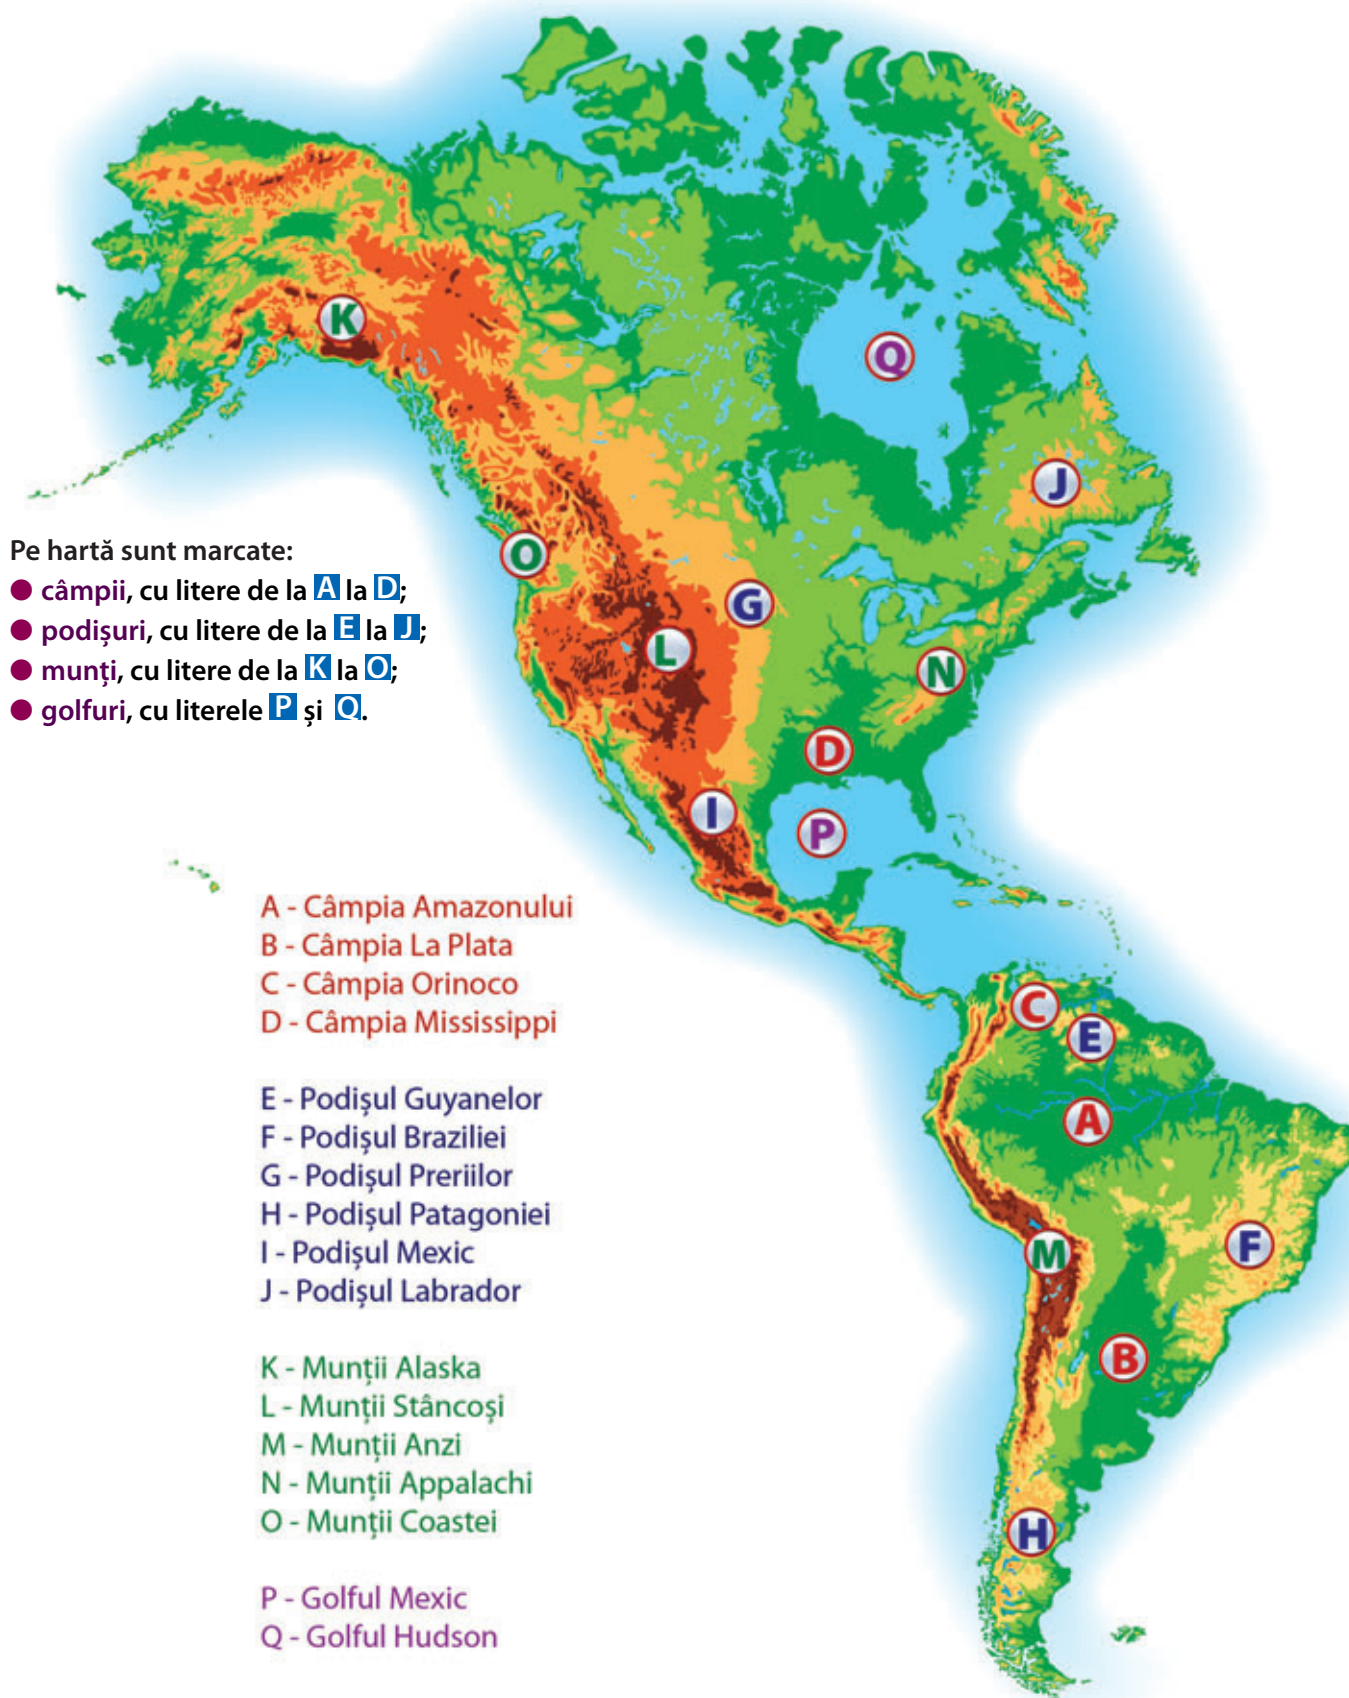 K
Q
J
Pe hartă sunt marcate:
● câmpii, cu litere de la A la D;
● podișuri, cu litere de la E la J;
● munți, cu litere de la K la O;
● golfuri, cu literele P și Q.
O
G
L
N
D
I
P
A - Câmpia Amazonului
B - Câmpia La Plata
C - Câmpia Orinoco
D - Câmpia Mississippi
E - Podișul Guyanelor
F - Podișul Braziliei
G - Podișul Preriilor
H - Podișul Patagoniei
I - Podișul Mexic
J - Podișul Labrador
K - Munții Alaska
L - Munții Stâncoși
M - Munții Anzi
N - Munții Appalachi
O - Munții Coastei
P - Golful Mexic
Q - Golful Hudson
C
E
A
F
M
B
H